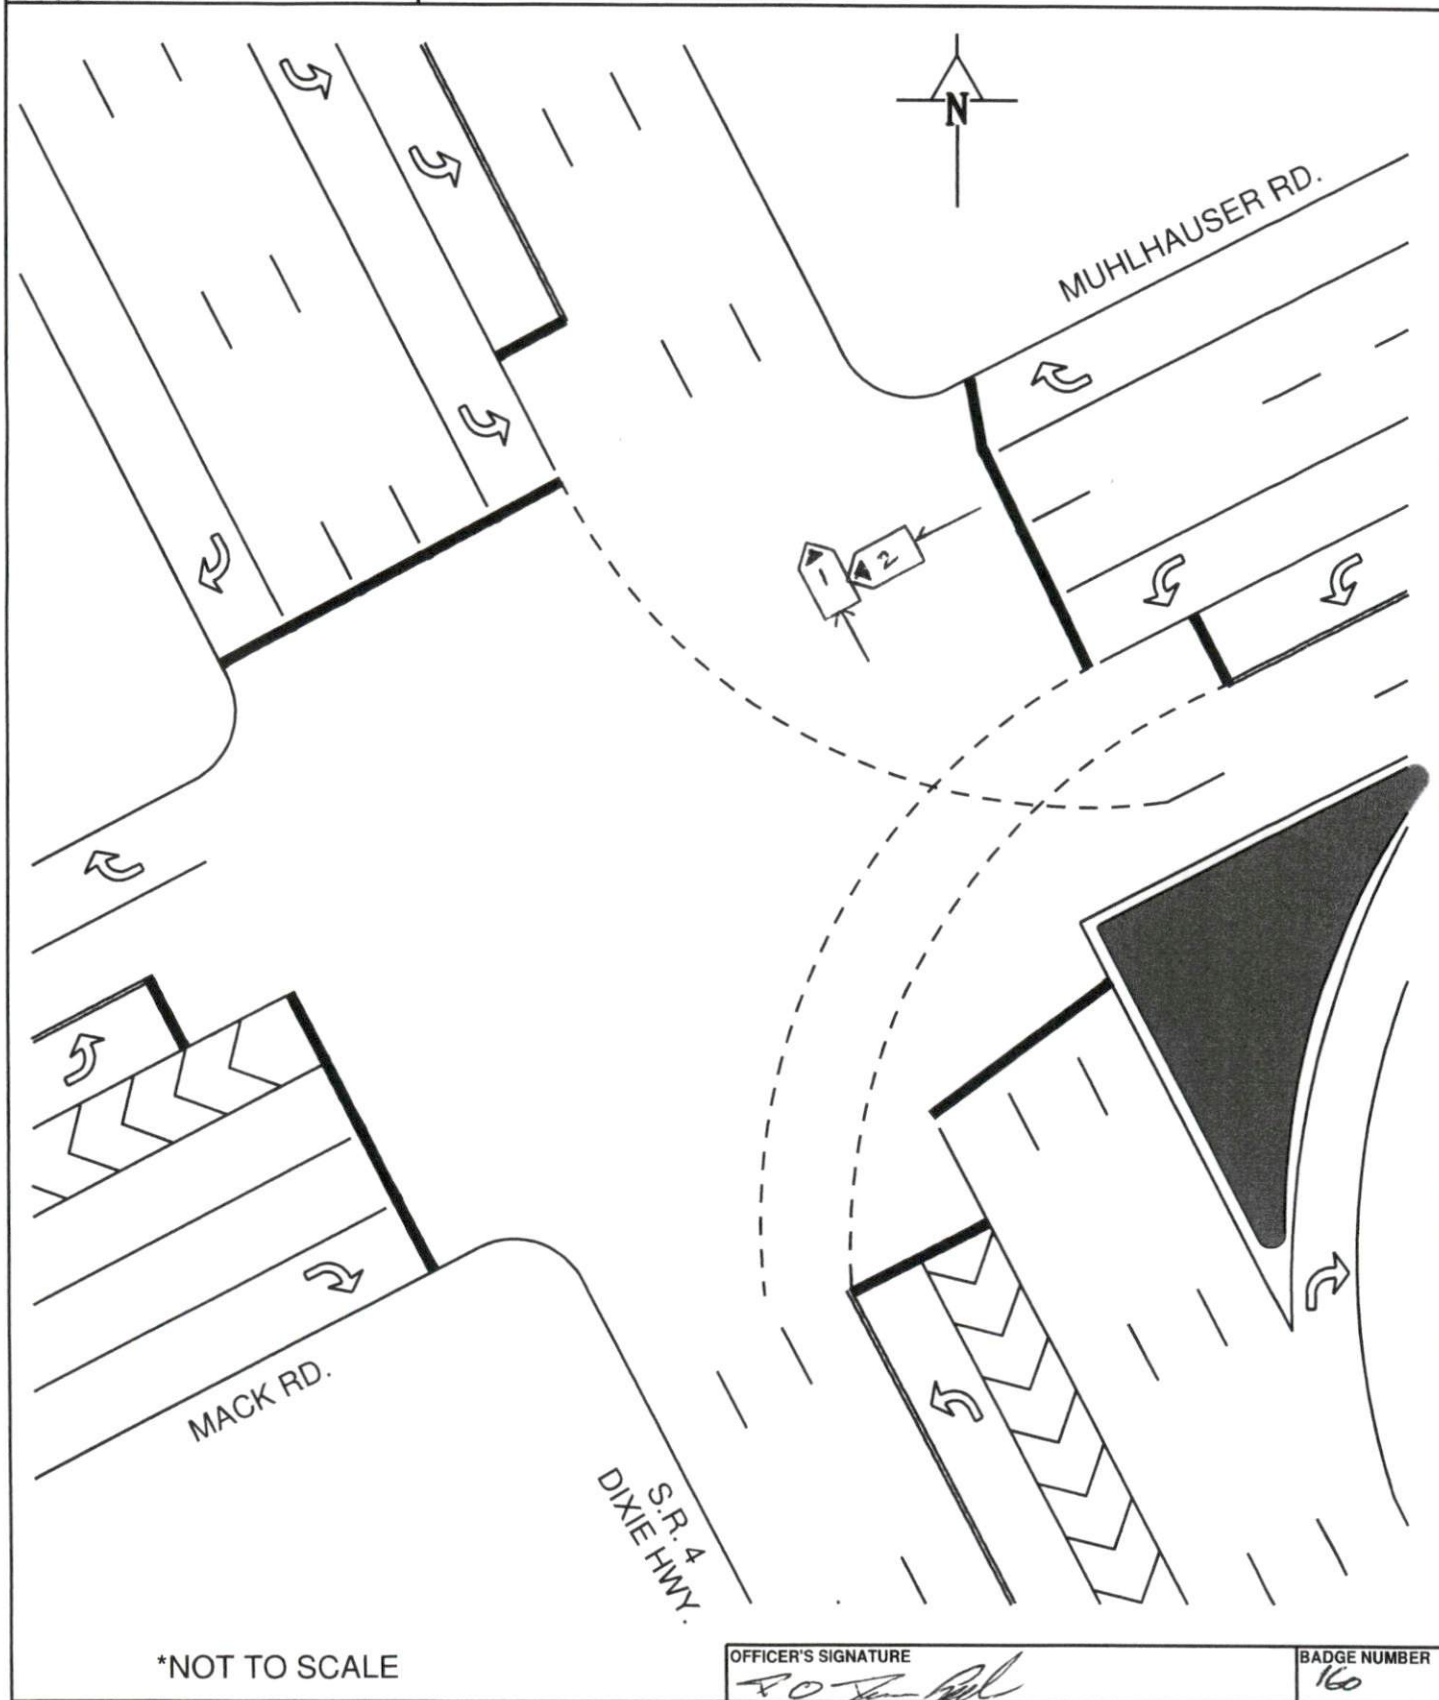 N
MUHLHAUSER RD.
1
2
MACK RD.
S.R. 4
DIXIE HWY.
*NOT TO SCALE
OFFICER'S SIGNATURE
BADGE NUMBER
160